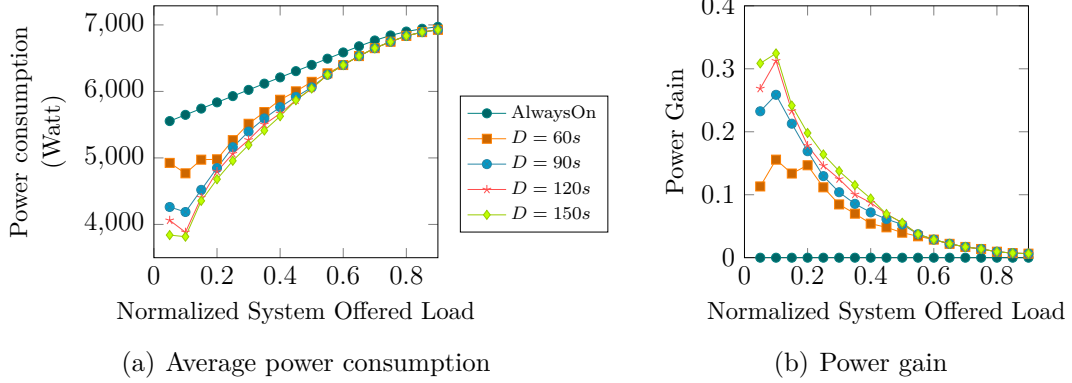 7,000
6,000
5,000
4,000
Power consumption
(Watt)
0 0.2 0.4 0.6 0.8
Normalized System Offered Load
(a) Average power consumption
AlwaysOn
D = 60s
D = 90s
D = 120s
D = 150s
0.4
0.3
0.2
0.1
0
Power Gain
0 0.2 0.4 0.6 0.8
Normalized System Offered Load
(b) Power gain